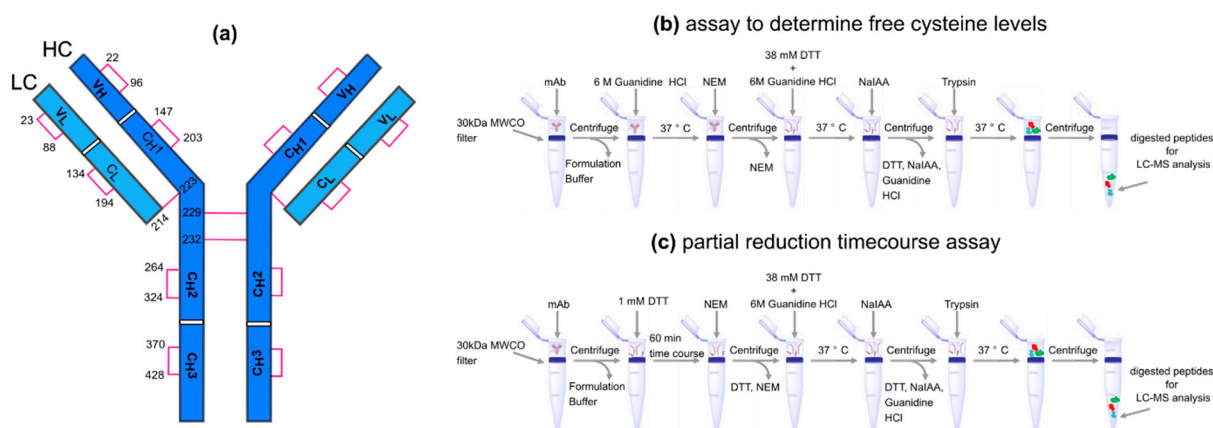 (a)
HC
22
96
LC
VH
147
23
VL
CH1
203
88
134
CL
223
194
214
229
232
264
CH2
324
370
CH3
428
VH
VL
CH1
CL
CH2
CH3
(b) assay to determine free cysteine levels
38 mM DTT
+
mAb
6 M Guanidine HCl
NEM
6M Guanidine HCl
NaIAA
Trypsin
30kDa MWCO
filter
Centrifuge
37 ° C
Centrifuge
37 ° C
Centrifuge
37 ° C
Centrifuge
Formulation
Buffer
NEM
DTT, NaIAA,
Guanidine
HCl
digested peptides
for
LC-MS analysis
(c) partial reduction timecourse assay
38 mM DTT
+
mAb
1 mM DTT
NEM
6M Guanidine HCl
NaIAA
Trypsin
30kDa MWCO
filter
Centrifuge
60 min
time course
Centrifuge
37 ° C
Centrifuge
37 ° C
Centrifuge
Formulation
Buffer
DTT, NEM
DTT, NaIAA,
Guanidine
HCl
digested peptides
for
LC-MS analysis